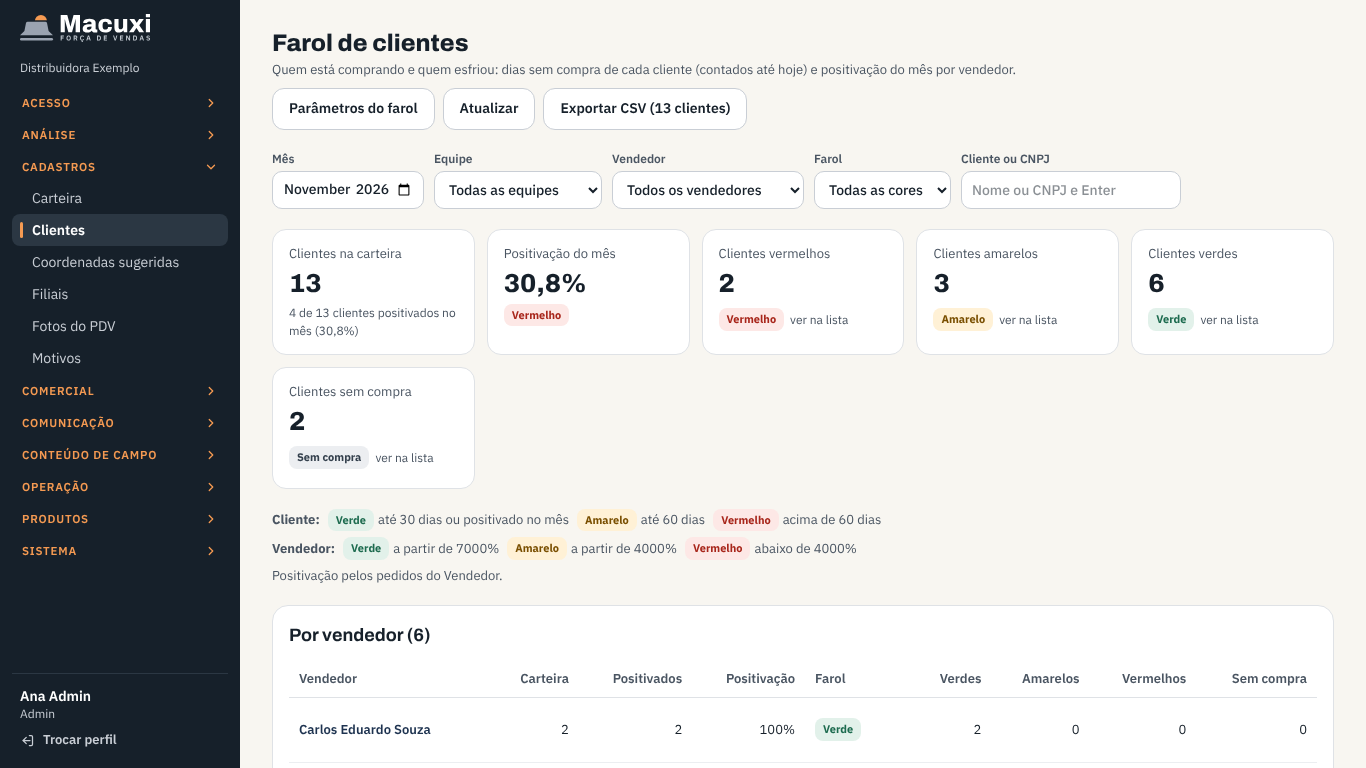 Macuxi
FORÇA DE VENDAS
Distribuidora Exemplo
ACESSO
ANÁLISE
CADASTROS
Carteira
Clientes
Coordenadas sugeridas
Filiais
Fotos do PDV
Motivos
COMERCIAL
COMUNICAÇÃO
CONTEÚDO DE CAMPO
OPERAÇÃO
PRODUTOS
SISTEMA
Ana Admin
Admin
Trocar perfil
Farol de clientes
Quem está comprando e quem esfriou: dias sem compra de cada cliente (contados até hoje) e positivação do mês por vendedor.
Parâmetros do farol Atualizar Exportar CSV (13 clientes)
Mês Equipe Vendedor Farol Cliente ou CNPJ
November 2026 Todas as equipes Todos os vendedores Todas as cores Nome ou CNPJ e Enter
Clientes na carteira
13
4 de 13 clientes positivados no
mês (30,8%)
Positivação do mês
30,8%
Vermelho
Clientes vermelhos
2
Vermelho ver na lista
Clientes amarelos
3
Amarelo ver na lista
Clientes verdes
6
Verde ver na lista
Clientes sem compra
2
Sem compra ver na lista
Cliente: Verde até 30 dias ou positivado no mês Amarelo até 60 dias Vermelho acima de 60 dias
Vendedor: Verde a partir de 7000% Amarelo a partir de 4000% Vermelho abaixo de 4000%
Positivação pelos pedidos do Vendedor.
Por vendedor (6)
Vendedor Carteira Positivados Positivação Farol Verdes Amarelos Vermelhos Sem compra
Carlos Eduardo Souza 2 2 100% Verde 2 0 0 0